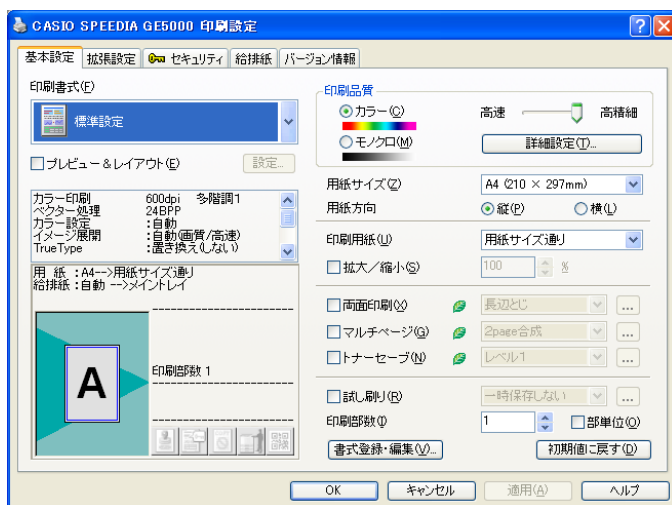 CASIO SPEEDIA GE5000 印刷設定
基本設定 拡張設定 セキュリティ 給排紙 バージョン情報
印刷書式(F)
標準設定
プレビュー＆レイアウト(E) 設定...
カラー印刷 600dpi 多階調1
ベクター処理 24BPP
カラー設定 :自動
イメージ展開 :自動(画質/高速)
TrueType :置き換え(しない)
用 紙 :A4-->用紙サイズ通り
給排紙 :自動 -->メイントレイ
A
印刷部数 1
印刷品質
カラー(C) 高速 高精細
モノクロ(M) 詳細設定(T)...
用紙サイズ(Z) A4 (210 × 297mm)
用紙方向 縦(P) 横(L)
印刷用紙(U) 用紙サイズ通り
拡大／縮小(S) 100 %
両面印刷(X) 長辺とじ ...
マルチページ(G) 2page合成 ...
トナーセーブ(N) レベル1 ...
試し刷り(R) 一時保存しない ...
印刷部数(I) 1 部単位(O)
書式登録・編集(V)... 初期値に戻す(D)
OK キャンセル 適用(A) ヘルプ